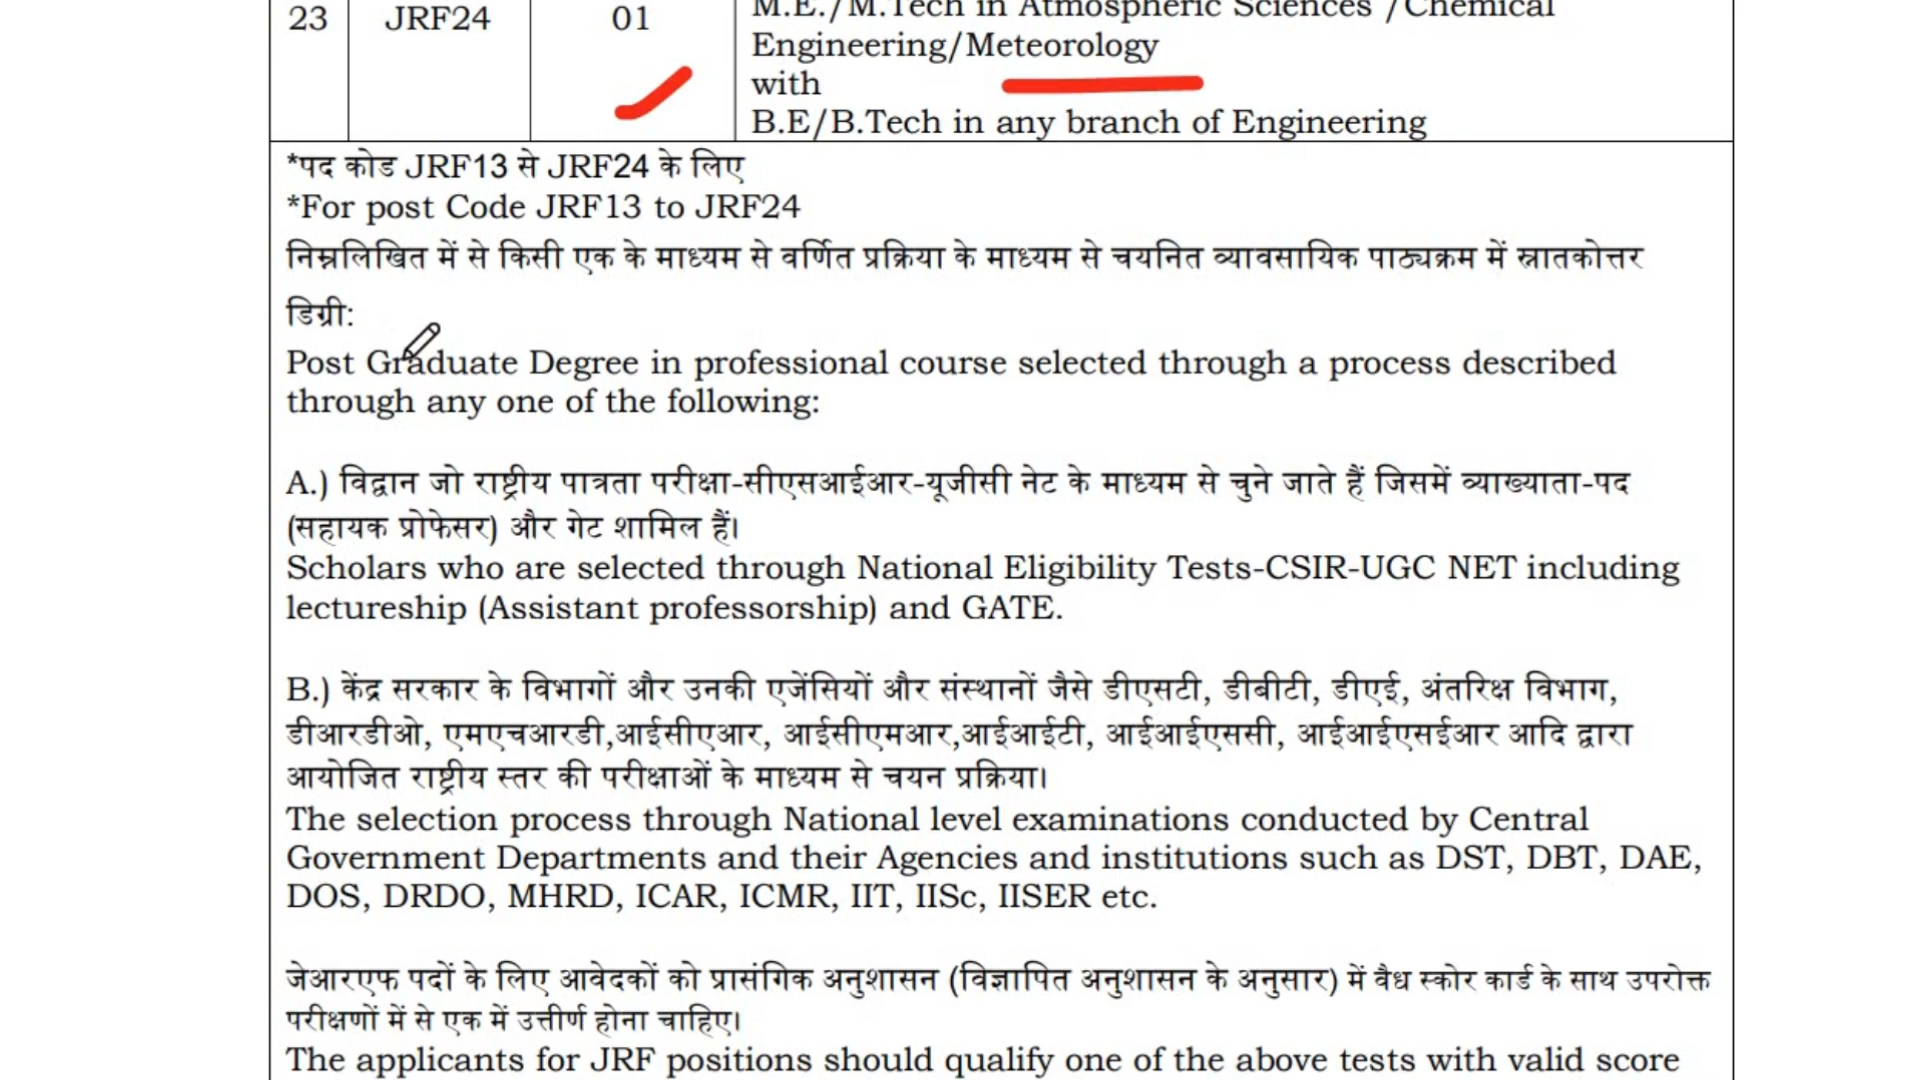 23 JRF24 01 M.E./M.Tech in Atmospheric Sciences /Chemical
Engineering/Meteorology
with
B.E/B.Tech in any branch of Engineering
*पद कोड JRF13 से JRF24 के लिए
*For post Code JRF13 to JRF24
निम्नलिखित में से किसी एक के माध्यम से वर्णित प्रक्रिया के माध्यम से चयनित व्यावसायिक पाठ्यक्रम में स्नातकोत्तर
डिग्री:
Post Graduate Degree in professional course selected through a process described
through any one of the following:
A.) विद्वान जो राष्ट्रीय पात्रता परीक्षा-सीएसआईआर-यूजीसी नेट के माध्यम से चुने जाते हैं जिसमें व्याख्याता-पद
(सहायक प्रोफेसर) और गेट शामिल हैं।
Scholars who are selected through National Eligibility Tests-CSIR-UGC NET including
lectureship (Assistant professorship) and GATE.
B.) केंद्र सरकार के विभागों और उनकी एजेंसियों और संस्थानों जैसे डीएसटी, डीबीटी, डीएई, अंतरिक्ष विभाग,
डीआरडीओ, एमएचआरडी,आईसीएआर, आईसीएमआर,आईआईटी, आईआईएससी, आईआईएसईआर आदि द्वारा
आयोजित राष्ट्रीय स्तर की परीक्षाओं के माध्यम से चयन प्रक्रिया।
The selection process through National level examinations conducted by Central
Government Departments and their Agencies and institutions such as DST, DBT, DAE,
DOS, DRDO, MHRD, ICAR, ICMR, IIT, IISc, IISER etc.
जेआरएफ पदों के लिए आवेदकों को प्रासंगिक अनुशासन (विज्ञापित अनुशासन के अनुसार) में वैध स्कोर कार्ड के साथ उपरोक्त
परीक्षणों में से एक में उत्तीर्ण होना चाहिए।
The applicants for JRF positions should qualify one of the above tests with valid score